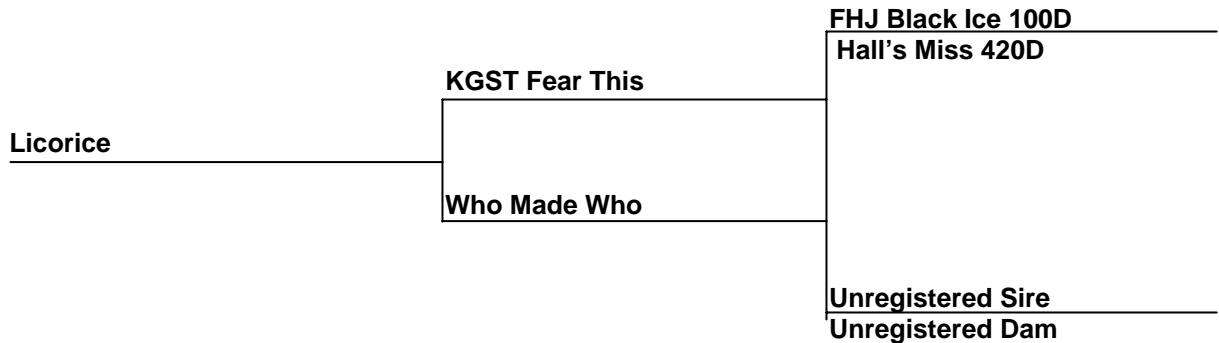 FHJ Black Ice 100D
Hall's Miss 420D
KGST Fear This
Licorice
Who Made Who
Unregistered Sire
Unregistered Dam